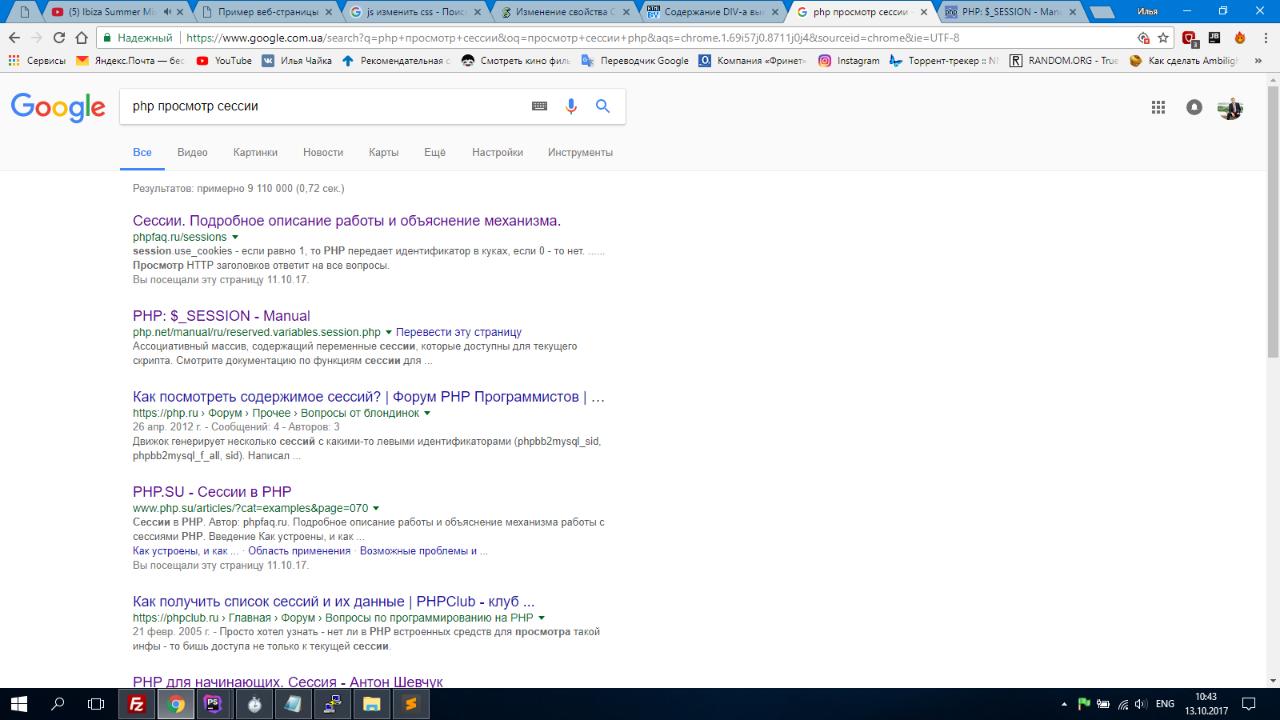 (5) Ibiza Summer Mi
Пример веб-страницы
js изменить css - Поис
Изменение свойства C
Содержание DIV-а вы
php просмотр сессии -
PHP: $_SESSION - Man
Илья
Надежный
https://www.google.com.ua/search?q=php+просмотр+сессии&oq=просмотр+сессии+php&aqs=chrome.1.69i57j0.8711j0j4&sourceid=chrome&ie=UTF-8
Сервисы
Яндекс.Почта — бес
YouTube
Илья Чайка
Рекомендательная с
Смотреть кино фил
Переводчик Google
Компания «Фринет»
Instagram
Торрент-трекер :: N
RANDOM.ORG - True
Как сделать Ambiligh
»
Google
php просмотр сессии
Все Видео Картинки Новости Карты Ещё Настройки Инструменты
Результатов: примерно 9 110 000 (0,72 сек.)
Сессии. Подробное описание работы и объяснение механизма.
phpfaq.ru/sessions
session.use_cookies - если равно 1, то PHP передает идентификатор в куках, если 0 - то нет. ......
Просмотр HTTP заголовков ответит на все вопросы.
Вы посещали эту страницу 11.10.17.
PHP: $_SESSION - Manual
php.net/manual/ru/reserved.variables.session.php Перевести эту страницу
Ассоциативный массив, содержащий переменные сессии, которые доступны для текущего
скрипта. Смотрите документацию по функциям сессии для ...
Как посмотреть содержимое сессий? | Форум PHP Программистов | …
https://php.ru › Форум › Прочее › Вопросы от блондинок
26 апр. 2012 г. - Сообщений: 4 - Авторов: 3
Движок генерирует несколько сессий с какими-то левыми идентификаторами (phpbb2mysql_sid,
phpbb2mysql_f_all, sid). Написал ...
PHP.SU - Сессии в PHP
www.php.su/articles/?cat=examples&page=070
Сессии в PHP. Автор: phpfaq.ru. Подробное описание работы и объяснение механизма работы с
сессиями PHP. Введение Как устроены, и как ...
Как устроены, и как ... · Область применения · Возможные проблемы и ...
Вы посещали эту страницу 11.10.17.
Как получить список сессий и их данные | PHPClub - клуб ...
https://phpclub.ru › Главная › Форум › Вопросы по программированию на PHP
21 февр. 2005 г. - Просто хотел узнать - нет ли в PHP встроенных средств для просмотра такой
инфы - то бишь доступа не только к текущей сессии.
PHP для начинающих. Сессия - Антон Шевчук
ENG
10:43
13.10.2017